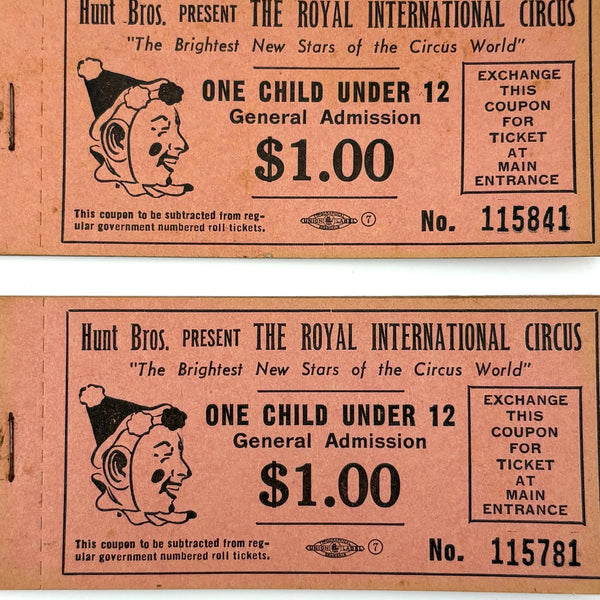 Hunt Bros. PRESENT THE ROYAL INTERNATIONAL CIRCUS
"The Brightest New Stars of the Circus World"
ONE CHILD UNDER 12
General Admission
$1.00
EXCHANGE
THIS
COUPON
FOR
TICKET
AT
MAIN
ENTRANCE
This coupon to be subtracted from reg-
ular government numbered roll tickets.
UNION LABEL
7
No. 115841
Hunt Bros. PRESENT THE ROYAL INTERNATIONAL CIRCUS
"The Brightest New Stars of the Circus World"
ONE CHILD UNDER 12
General Admission
$1.00
EXCHANGE
THIS
COUPON
FOR
TICKET
AT
MAIN
ENTRANCE
This coupon to be subtracted from reg-
ular government numbered roll tickets.
UNION LABEL
7
No. 115781